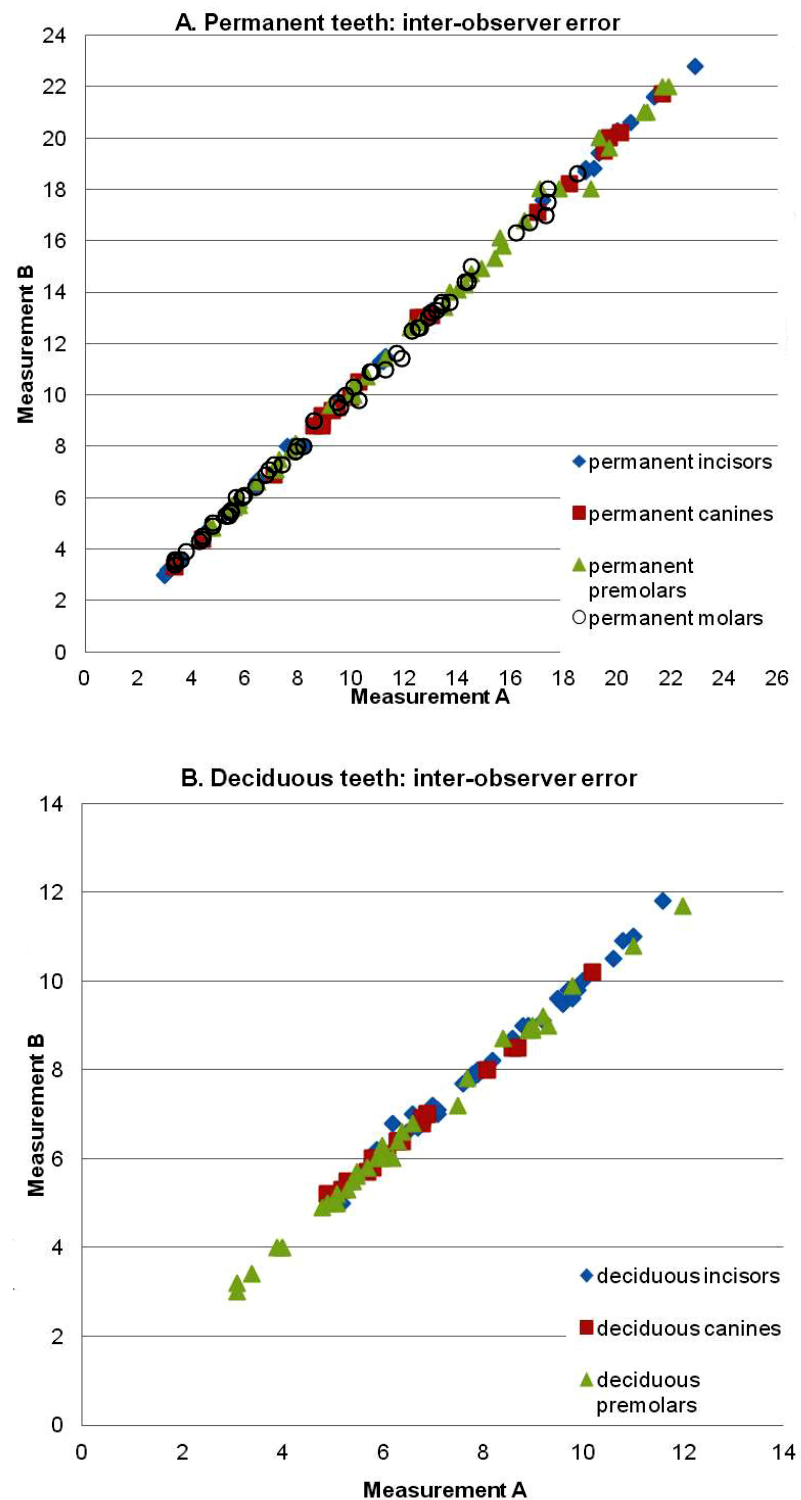 A. Permanent teeth: inter-observer error
24
22
20
18
16
14
12
10
8
6
4
2
0
Measurement B
permanent incisors
permanent canines
permanent
premolars
permanent molars
0 2 4 6 8 10 12 14 16 18 20 22 24 26
Measurement A
B. Deciduous teeth: inter-observer error
14
12
10
8
6
4
2
0
Measurement B
deciduous incisors
deciduous canines
deciduous
premolars
0 2 4 6 8 10 12 14
Measurement A